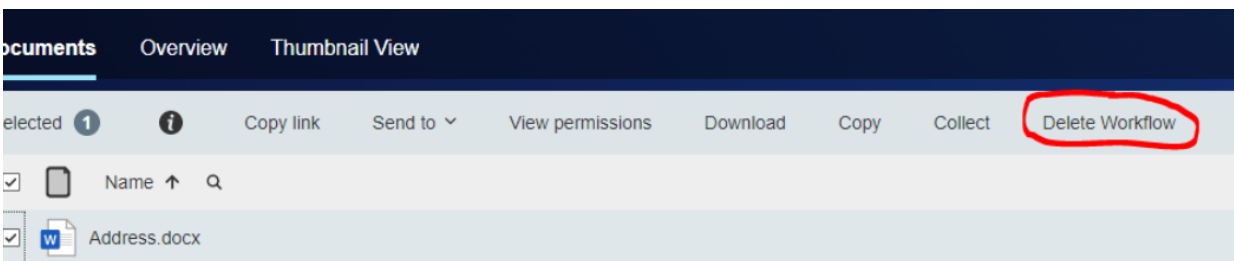 ocuments Overview Thumbnail View
elected 1 i Copy link Send to View permissions Download Copy Collect Delete Workflow
Name
W Address.docx